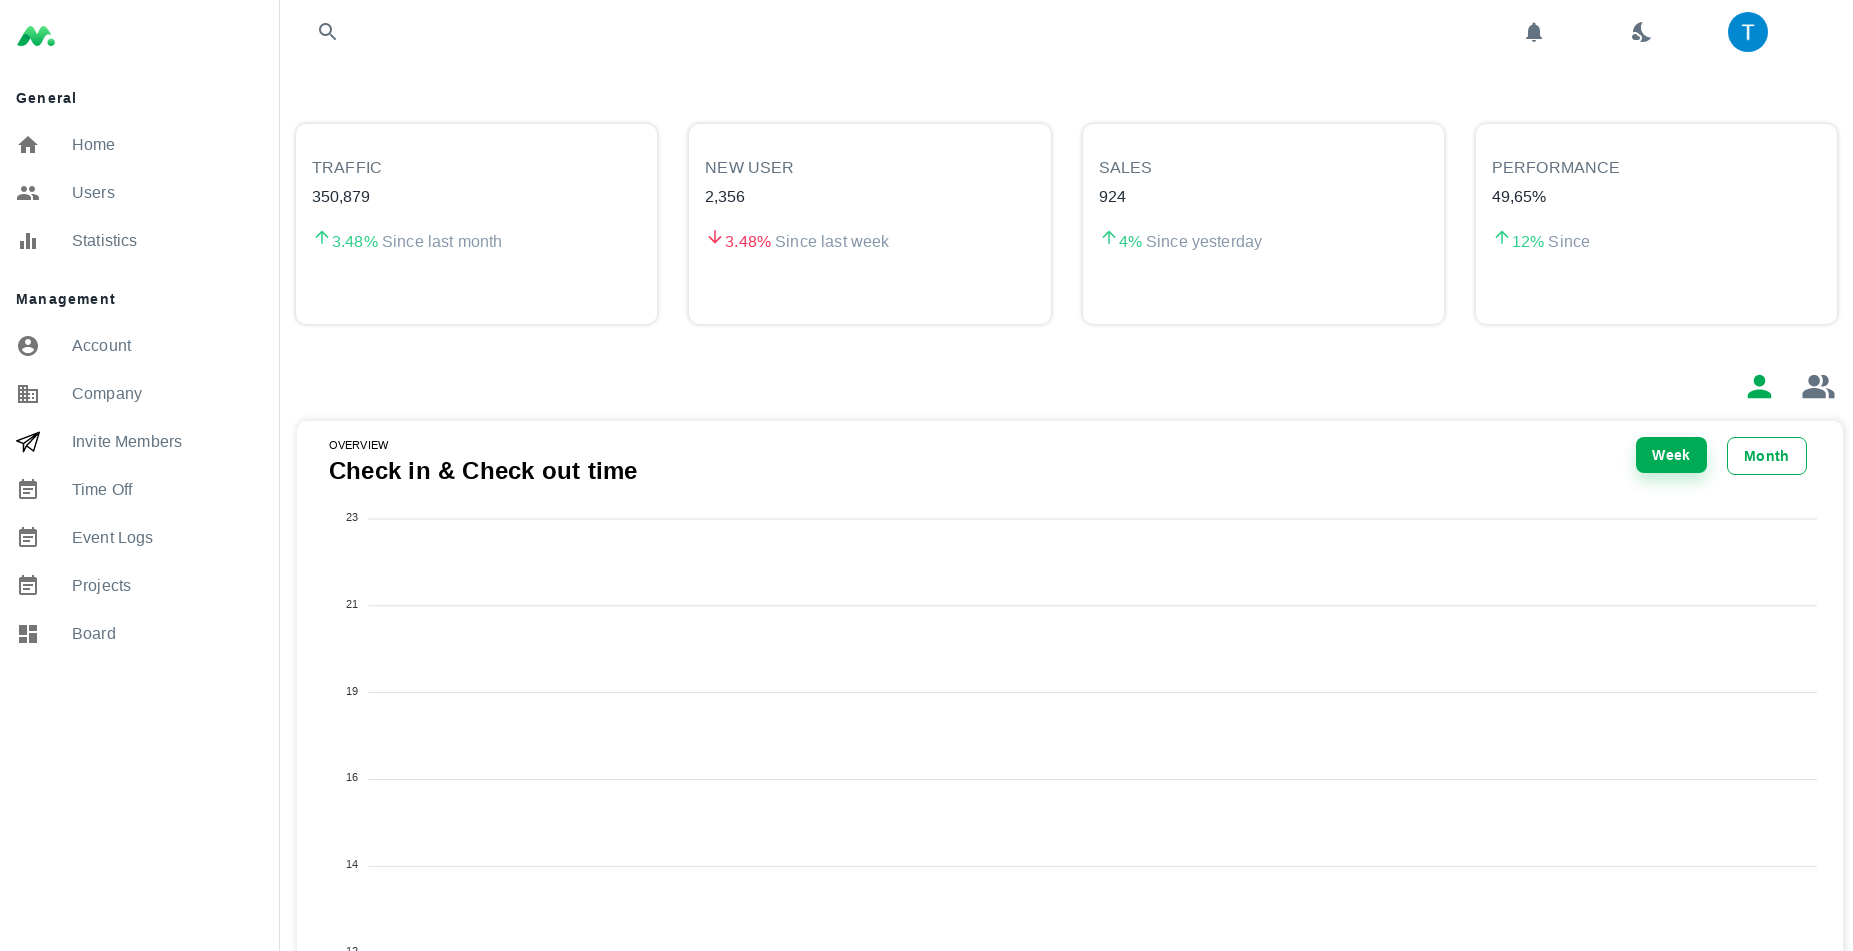 General
Home
Users
Statistics
Management
Account
Company
Invite Members
Time Off
Event Logs
Projects
Board
T
TRAFFIC
350,879
3.48% Since last month
NEW USER
2,356
3.48% Since last week
SALES
924
4% Since yesterday
PERFORMANCE
49,65%
12% Since
OVERVIEW
Check in & Check out time
Week
Month
23
21
19
16
14
12